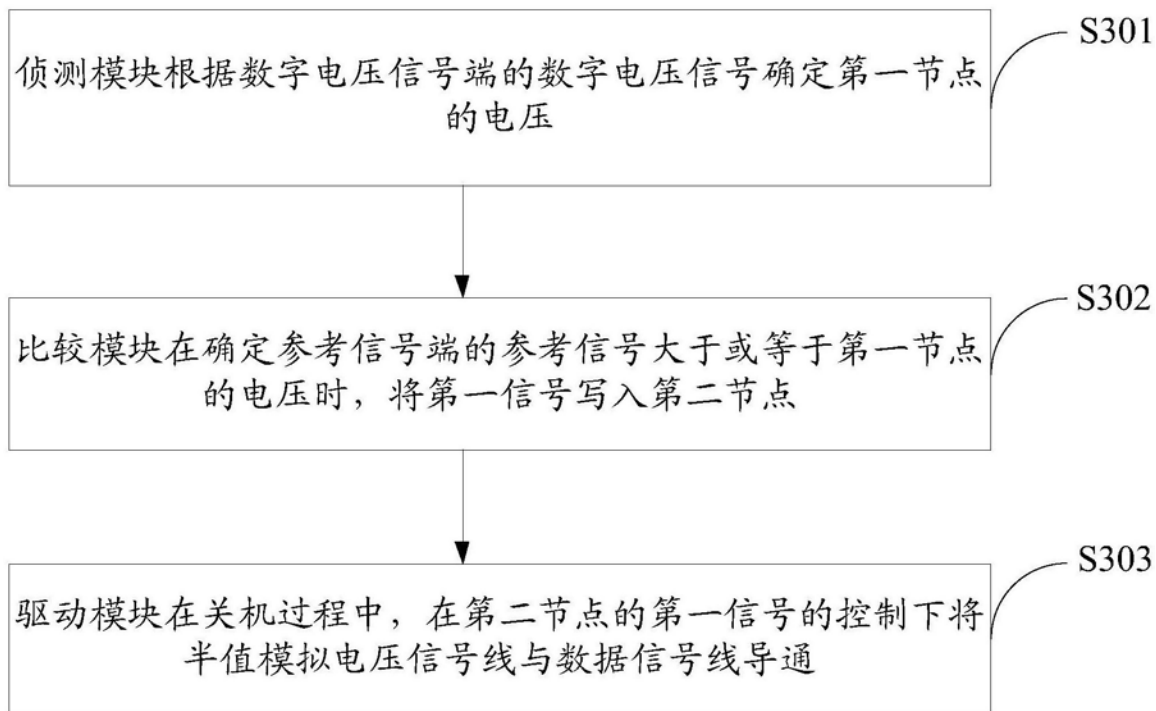 S301
侦测模块根据数字电压信号端的数字电压信号确定第一节点
的电压
S302
比较模块在确定参考信号端的参考信号大于或等于第一节点
的电压时，将第一信号写入第二节点
S303
驱动模块在关机过程中，在第二节点的第一信号的控制下将
半值模拟电压信号线与数据信号线导通